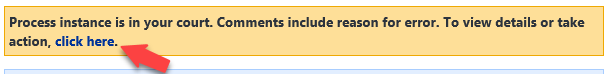 Process instance is in your court. Comments include reason for error. To view details or take
action, click here.